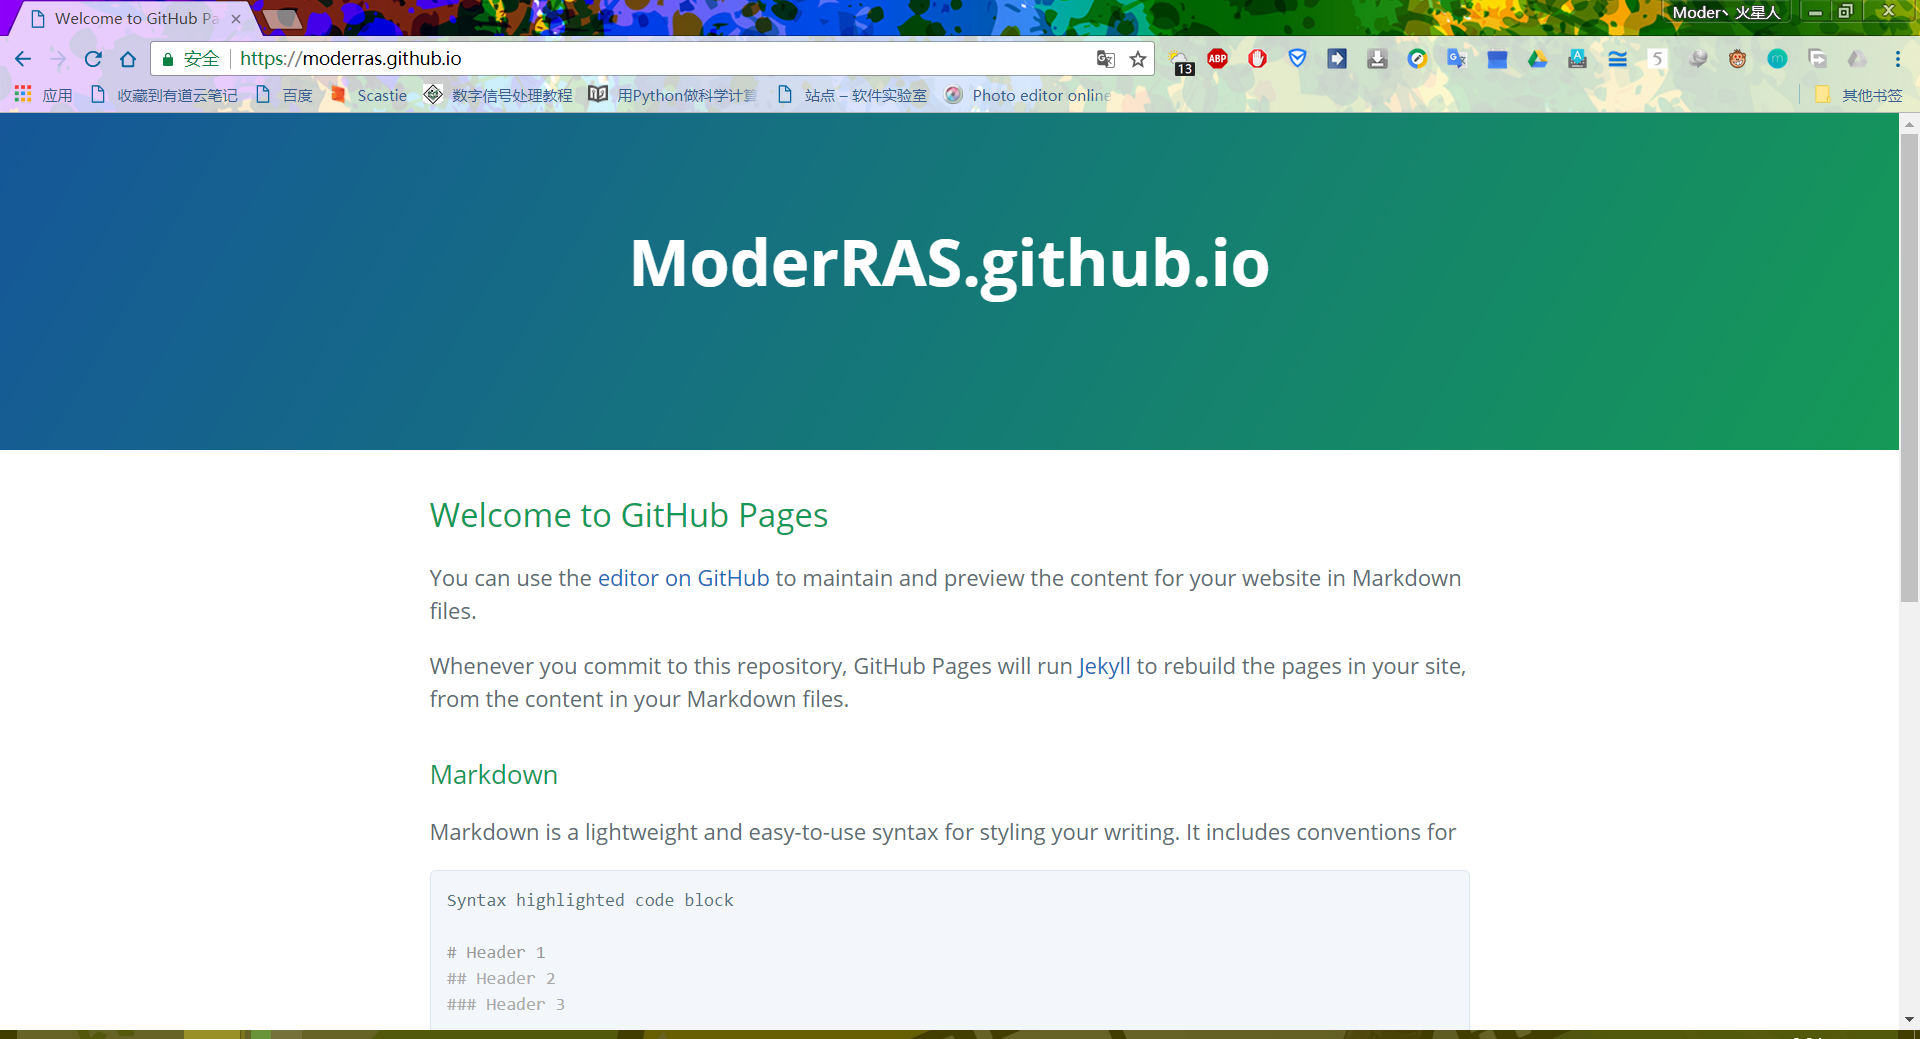 Welcome to GitHub Pa
Moder丶火星人
安全 https://moderras.github.io
13
ABP
5
m
应用 收藏到有道云笔记 百度 Scastie 数字信号处理教程 用Python做科学计算 站点 – 软件实验室 Photo editor online 其他书签
ModerRAS.github.io
Welcome to GitHub Pages
You can use the editor on GitHub to maintain and preview the content for your website in Markdown
files.
Whenever you commit to this repository, GitHub Pages will run Jekyll to rebuild the pages in your site,
from the content in your Markdown files.
Markdown
Markdown is a lightweight and easy-to-use syntax for styling your writing. It includes conventions for
Syntax highlighted code block
# Header 1
## Header 2
### Header 3